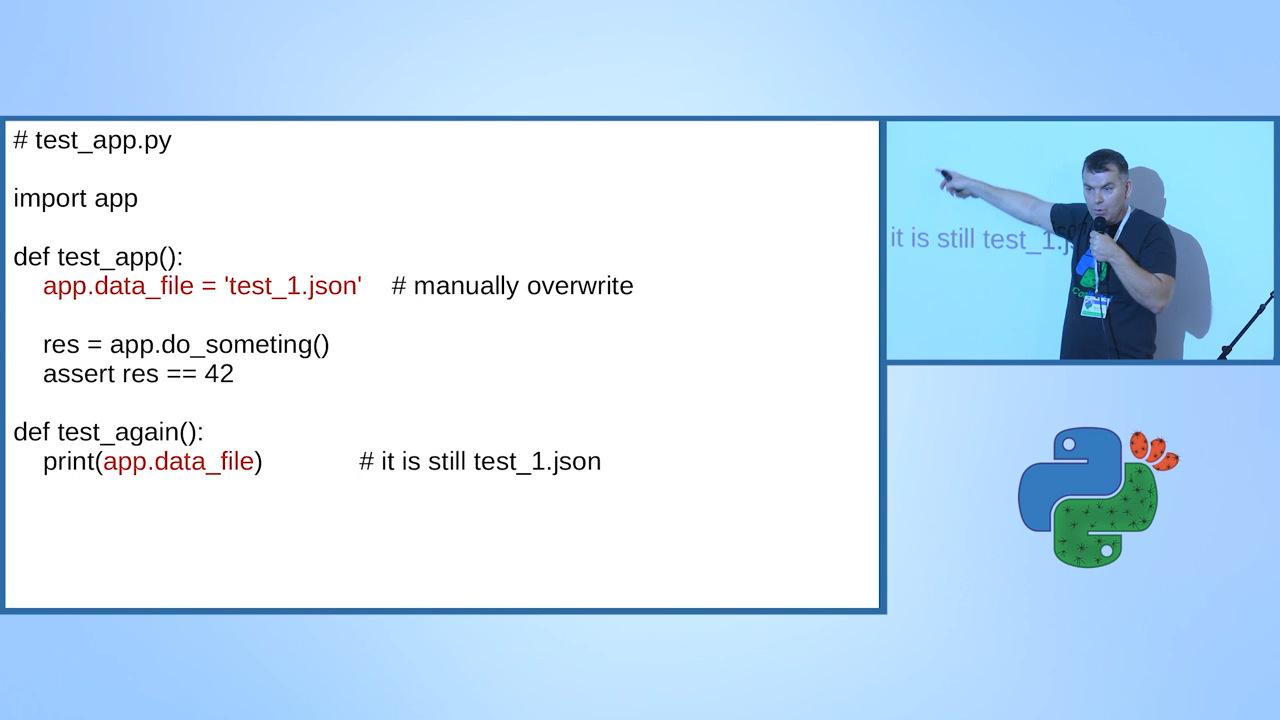 # test_app.py
import app
def test_app():
app.data_file = 'test_1.json' # manually overwrite
res = app.do_someting()
assert res == 42
def test_again():
print(app.data_file) # it is still test_1.json
it is still test_1.j